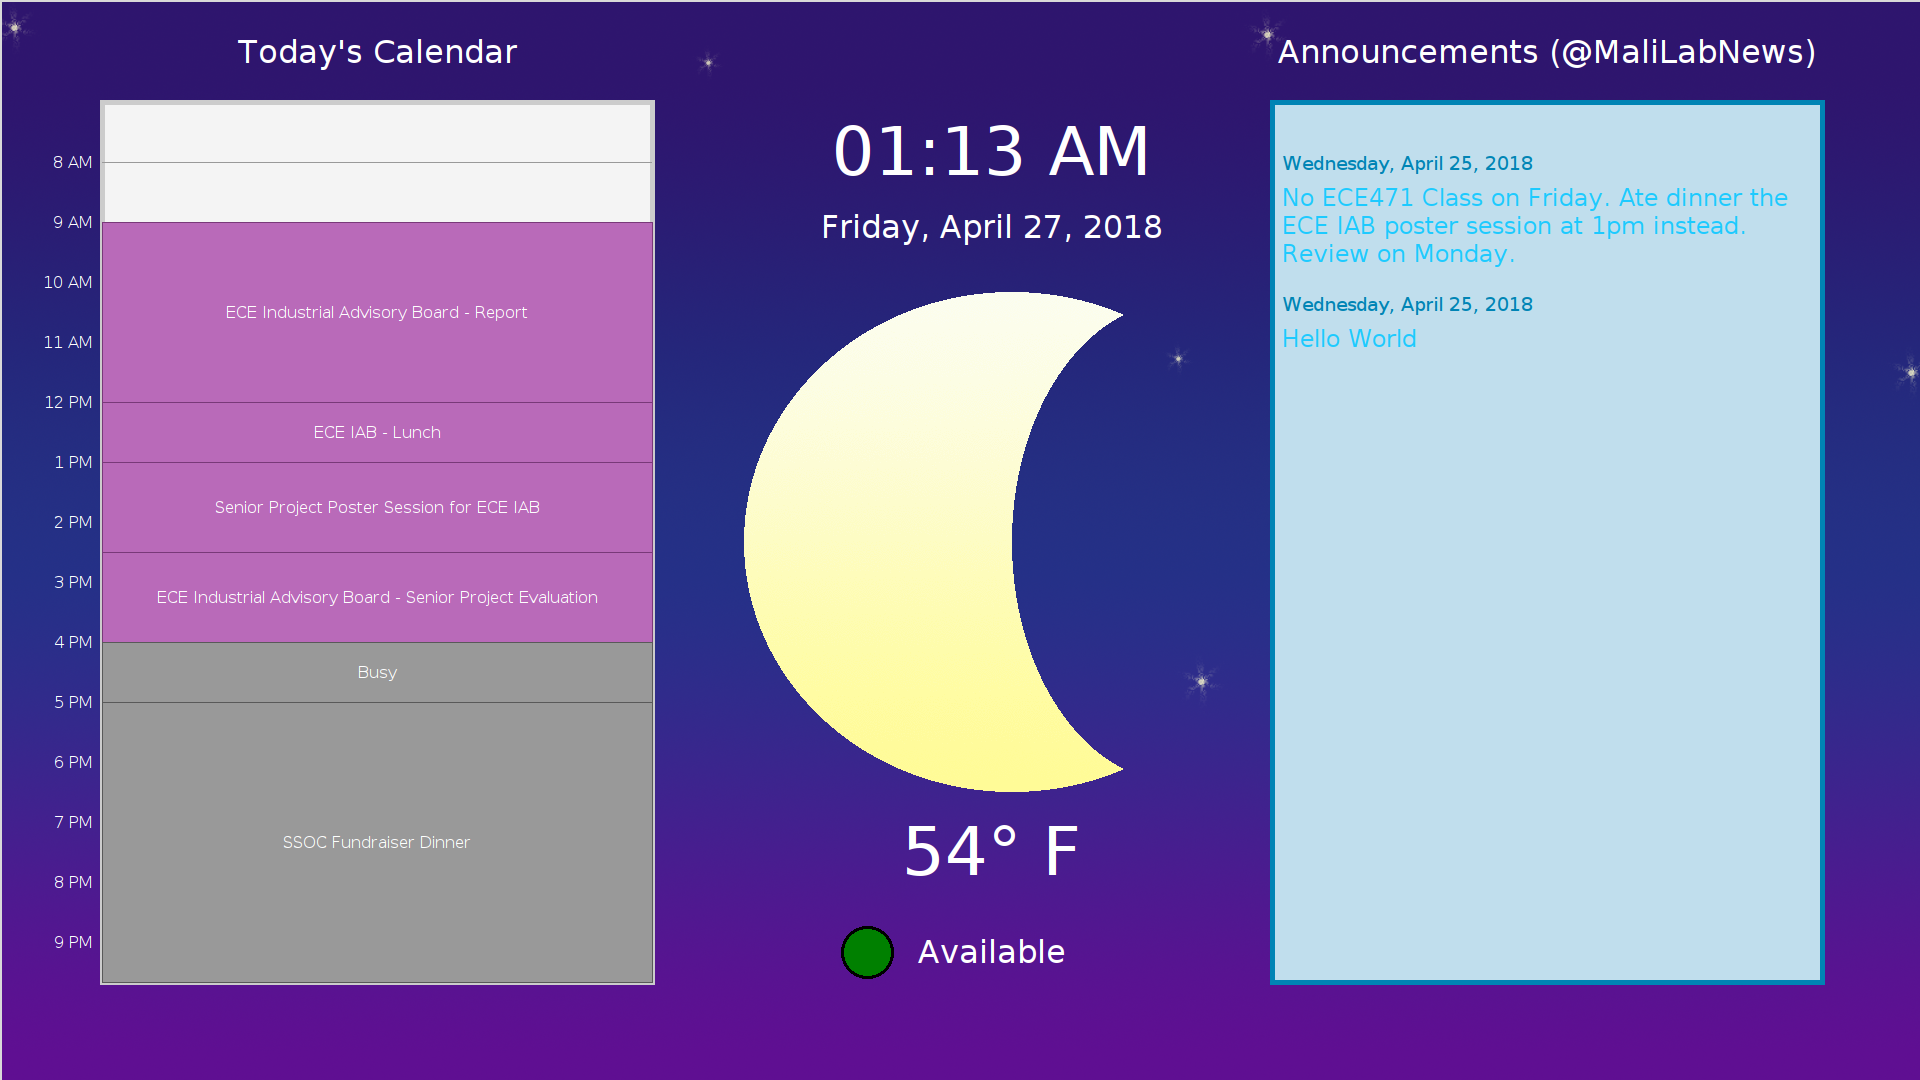 Today's Calendar
8 AM
9 AM
10 AM
ECE Industrial Advisory Board - Report
11 AM
12 PM
ECE IAB - Lunch
1 PM
Senior Project Poster Session for ECE IAB
2 PM
3 PM
ECE Industrial Advisory Board - Senior Project Evaluation
4 PM
Busy
5 PM
6 PM
7 PM
SSOC Fundraiser Dinner
8 PM
9 PM
01:13 AM
Friday, April 27, 2018
54° F
Available
Announcements (@MaliLabNews)
Wednesday, April 25, 2018
No ECE471 Class on Friday. Ate dinner the
ECE IAB poster session at 1pm instead.
Review on Monday.
Wednesday, April 25, 2018
Hello World